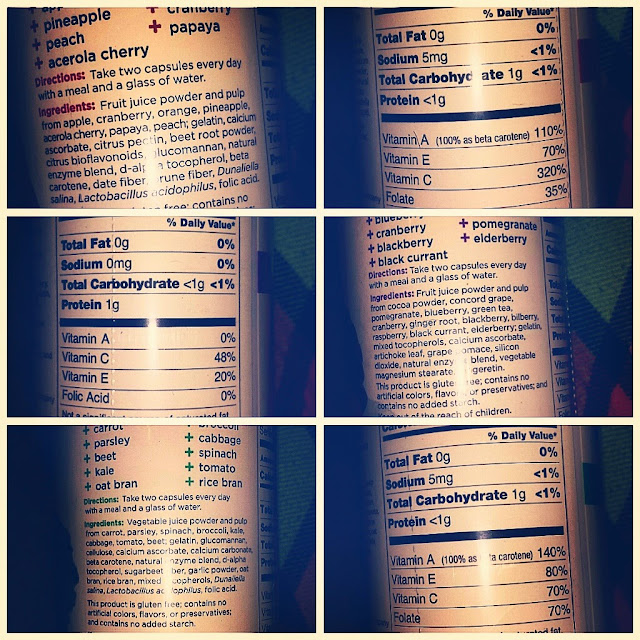 + pineapple
+ peach
+ acerola cherry
+ cranberry
+ papaya
Directions: Take two capsules every day
with a meal and a glass of water.
Ingredients: Fruit juice powder and pulp
from apple, cranberry, orange, pineapple,
acerola cherry, papaya, peach; gelatin, calcium
ascorbate, citrus pectin, beet root powder,
citrus bioflavonoids, glucomannan, natural
enzyme blend, d-alpha tocopherol, beta
carotene, date fiber, prune fiber, Dunaliella
salina, Lactobacillus acidophilus, folic acid.
free; contains no
% Daily Value*
Total Fat 0g 0%
Sodium 5mg <1%
Total Carbohydrate 1g <1%
Protein <1g
Vitamin A (100% as beta carotene) 110%
Vitamin E 70%
Vitamin C 320%
Folate 35%
% Daily Value*
Total Fat 0g 0%
Sodium 0mg 0%
Total Carbohydrate <1g <1%
Protein 1g
Vitamin A 0%
Vitamin C 48%
Vitamin E 20%
Folic Acid 0%
+ blueberry
+ cranberry
+ blackberry
+ black currant
+ pomegranate
+ elderberry
Directions: Take two capsules every day
with a meal and a glass of water.
Ingredients: Fruit juice powder and pulp
from cocoa powder, concord grape,
pomegranate, blueberry, green tea,
cranberry, ginger root, blackberry, bilberry,
raspberry, black currant, elderberry; gelatin,
mixed tocopherols, calcium ascorbate,
artichoke leaf, grape pomace, silicon
dioxide, natural enzyme blend, vegetable
magnesium stearate,
This product is gluten free; contains no
artificial colors, flavors, or preservatives; and
contains no added starch.
Keep out of the reach of children.
+ carrot
+ parsley
+ beet
+ kale
+ oat bran
+ broccoli
+ cabbage
+ spinach
+ tomato
+ rice bran
Directions: Take two capsules every day
with a meal and a glass of water.
Ingredients: Vegetable juice powder and pulp
from carrot, parsley, spinach, broccoli, kale,
cabbage, tomato, beet; gelatin, glucomannan,
cellulose, calcium ascorbate, calcium carbonate,
beta carotene, natural enzyme blend, d-alpha
tocopherol, sugarbeet fiber, garlic powder, oat
bran, rice bran, mixed tocopherols, Dunaliella
salina, Lactobacillus acidophilus, folic acid.
This product is gluten free; contains no
artificial colors, flavors, or preservatives;
and contains no added starch.
% Daily Value*
Total Fat 0g 0%
Sodium 5mg <1%
Total Carbohydrate 1g <1%
Protein <1g
Vitamin A (100% as beta carotene) 140%
Vitamin E 80%
Vitamin C 70%
Folate 70%